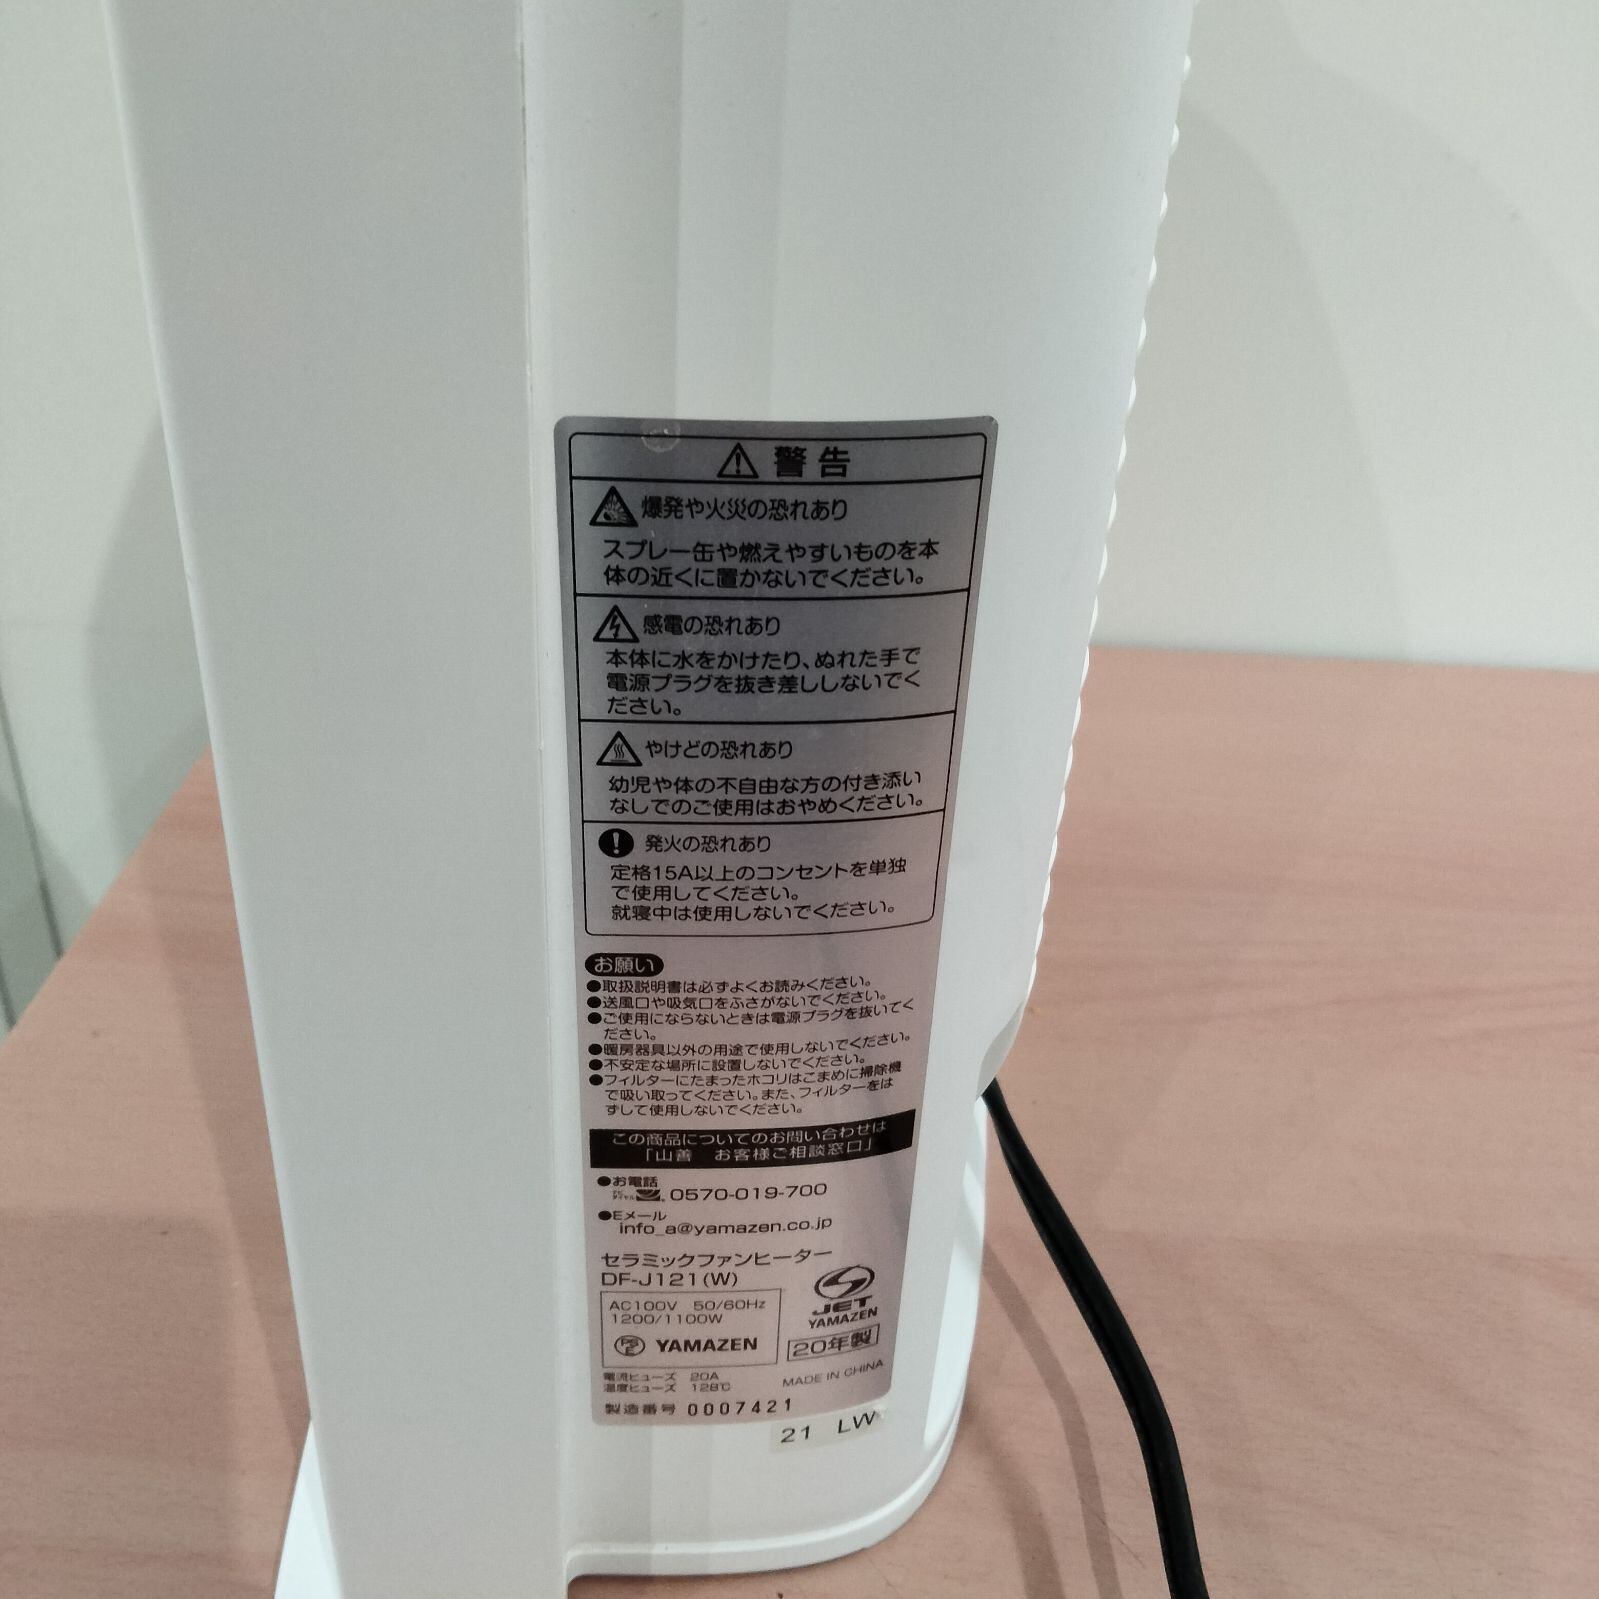 警告
爆発や火災の恐れあり
スプレー缶や燃えやすいものを本
体の近くに置かないでください。
感電の恐れあり
本体に水をかけたり、ぬれた手で
電源プラグを抜き差ししないでく
ださい。
やけどの恐れあり
幼児や体の不自由な方の付き添い
なしでのご使用はおやめください。
発火の恐れあり
定格15A以上のコンセントを単独
で使用してください。
就寝中は使用しないでください。
お願い
●取扱説明書は必ずよくお読みください。
●送風口や吸気口をふさがないでください。
●ご使用にならないときは電源プラグを抜いてく
ださい。
●暖房器具以外の用途で使用しないでください。
●不安定な場所に設置しないでください。
●フィルターにたまったホコリはこまめに掃除機
で吸い取ってください。また、フィルターをは
ずして使用しないでください。
この商品についてのお問い合わせは
「山善 お客様ご相談窓口」
●お電話
ナビダイヤル 0570-019-700
●Eメール
info_a@yamazen.co.jp
セラミックファンヒーター
DF-J121(W)
AC100V 50/60Hz
1200/1100W
PSE YAMAZEN
JET
YAMAZEN
20年製
電流ヒューズ 20A
温度ヒューズ 128℃
MADE IN CHINA
製造番号 0007421
21 LW